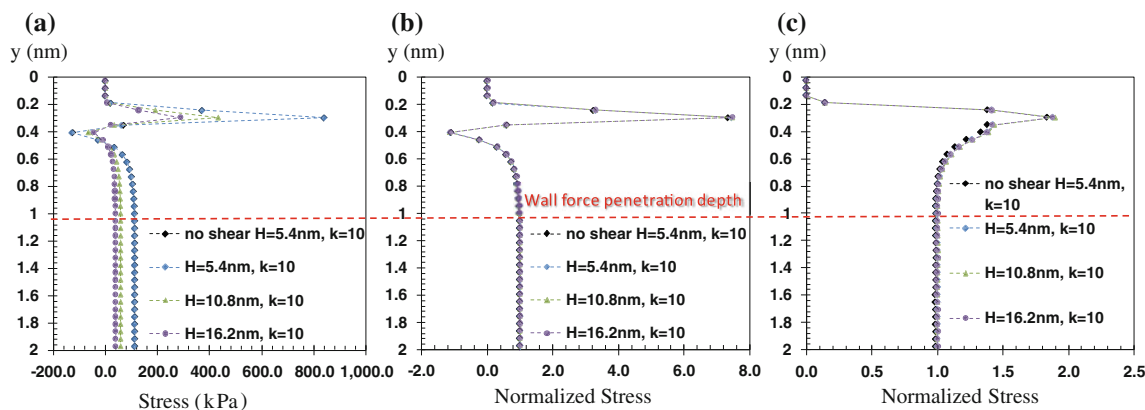 (a)
(b)
(c)
y (nm)
y (nm)
y (nm)
0
0.2
0.4
0.6
0.8
1
1.2
1.4
1.6
1.8
2
-200.0
0.0
200.0
400.0
600.0
800.0
1,000.0
Stress (kPa)
no shear H=5.4nm, k=10
H=5.4nm, k=10
H=10.8nm, k=10
H=16.2nm, k=10
0
0.2
0.4
0.6
0.8
1
1.2
1.4
1.6
1.8
2
-2.0
0.0
2.0
4.0
6.0
8.0
Normalized Stress
Wall force penetration depth
no shear H=5.4nm, k=10
H=5.4nm, k=10
H=10.8nm, k=10
H=16.2nm, k=10
0
0.2
0.4
0.6
0.8
1
1.2
1.4
1.6
1.8
2
0.0
0.5
1.0
1.5
2.0
2.5
Normalized Stress
no shear H=5.4nm,
k=10
H=5.4nm, k=10
H=10.8nm, k=10
H=16.2nm, k=10